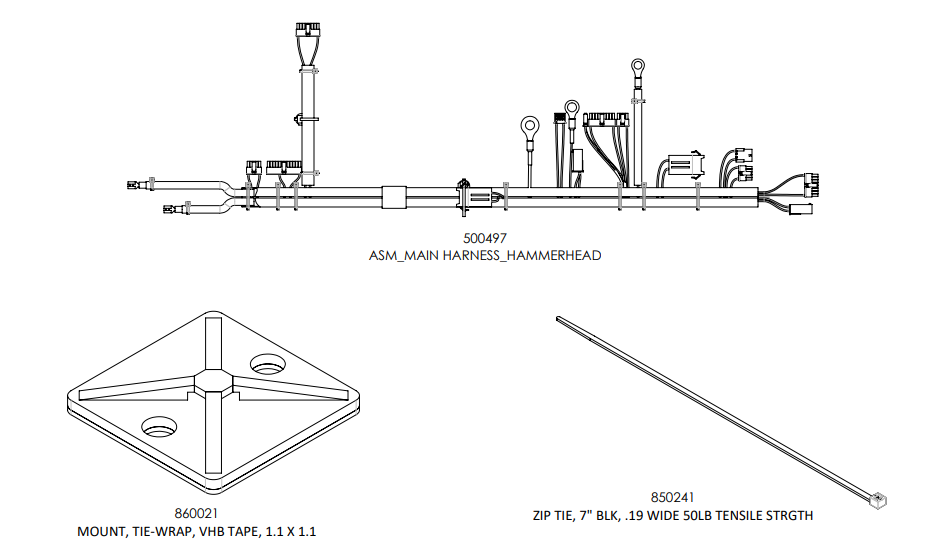 500497
ASM_MAIN HARNESS_HAMMERHEAD
860021
MOUNT, TIE-WRAP, VHB TAPE, 1.1 X 1.1
850241
ZIP TIE, 7" BLK, .19 WIDE 50LB TENSILE STRGTH